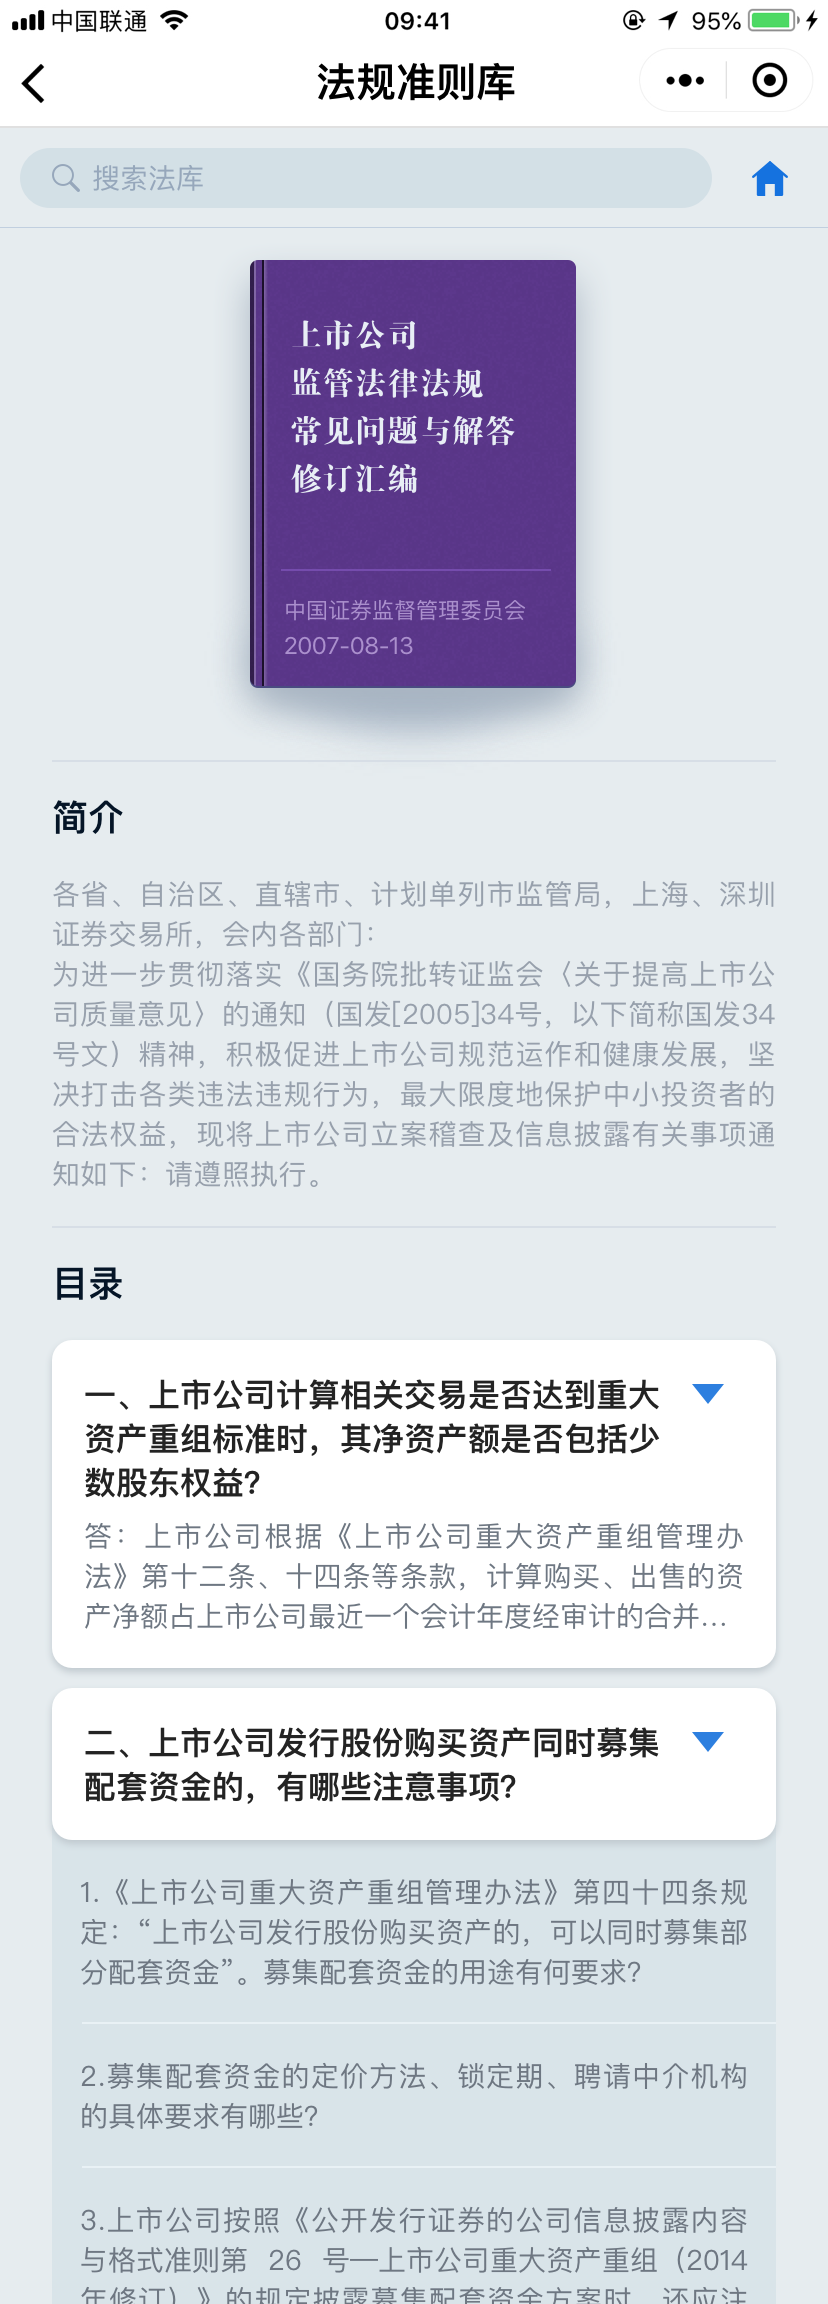 中国联通
09:41
95%
法规准则库
搜索法库
上市公司
监管法律法规
常见问题与解答
修订汇编
中国证券监督管理委员会
2007-08-13
简介
各省、自治区、直辖市、计划单列市监管局，上海、深圳
证券交易所，会内各部门：
为进一步贯彻落实《国务院批转证监会〈关于提高上市公
司质量意见〉的通知（国发[2005]34号，以下简称国发34
号文）精神，积极促进上市公司规范运作和健康发展，坚
决打击各类违法违规行为，最大限度地保护中小投资者的
合法权益，现将上市公司立案稽查及信息披露有关事项通
知如下：请遵照执行。
目录
一、上市公司计算相关交易是否达到重大
资产重组标准时，其净资产额是否包括少
数股东权益?
答：上市公司根据《上市公司重大资产重组管理办
法》第十二条、十四条等条款，计算购买、出售的资
产净额占上市公司最近一个会计年度经审计的合并...
二、上市公司发行股份购买资产同时募集
配套资金的，有哪些注意事项?
1.《上市公司重大资产重组管理办法》第四十四条规
定：“上市公司发行股份购买资产的，可以同时募集部
分配套资金”。募集配套资金的用途有何要求?
2.募集配套资金的定价方法、锁定期、聘请中介机构
的具体要求有哪些?
3.上市公司按照《公开发行证券的公司信息披露内容
与格式准则第 26 号—上市公司重大资产重组（2014
年修订）》的规定披露募集配套资金方案时，还应注